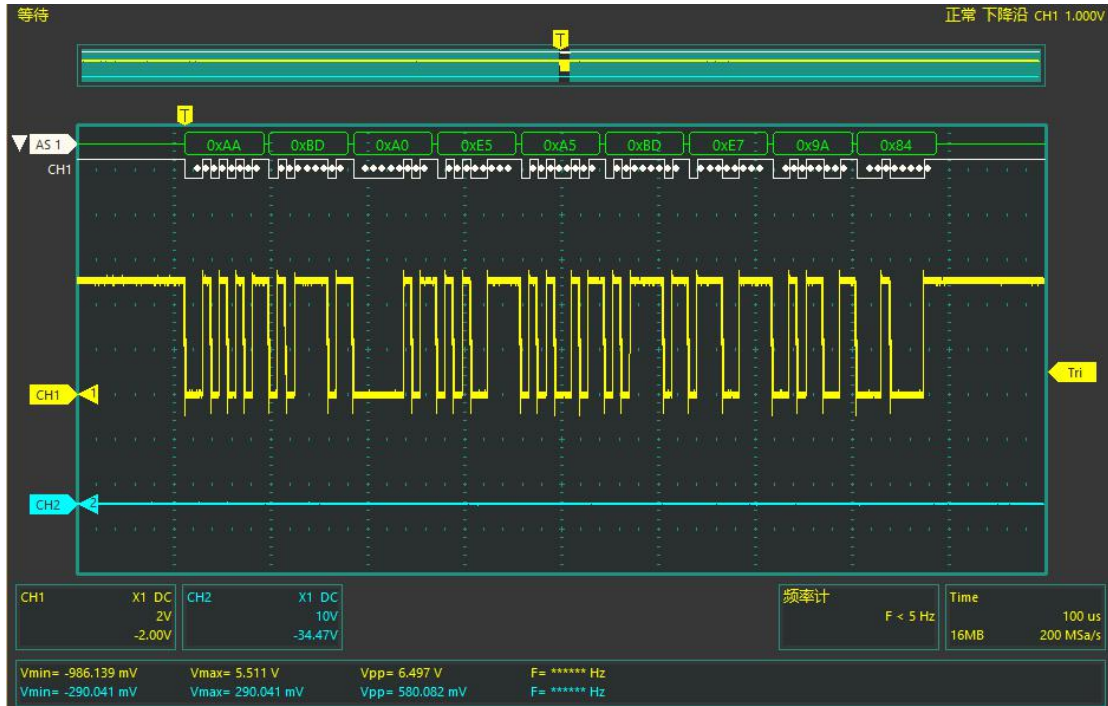 等待
正常 下降沿 CH1 1.000V
T
T
AS 1
0xAA 0xBD 0xA0 0xE5 0xA5 0xBD 0xE7 0x9A 0x84
CH1
Tri
CH1 1
CH2 2
CH1 X1 DC
2V
-2.00V
CH2 X1 DC
10V
-34.47V
频率计
F < 5 Hz
Time
100 us
16MB 200 MSa/s
Vmin= -986.139 mV Vmax= 5.511 V Vpp= 6.497 V F= ****** Hz
Vmin= -290.041 mV Vmax= 290.041 mV Vpp= 580.082 mV F= ****** Hz